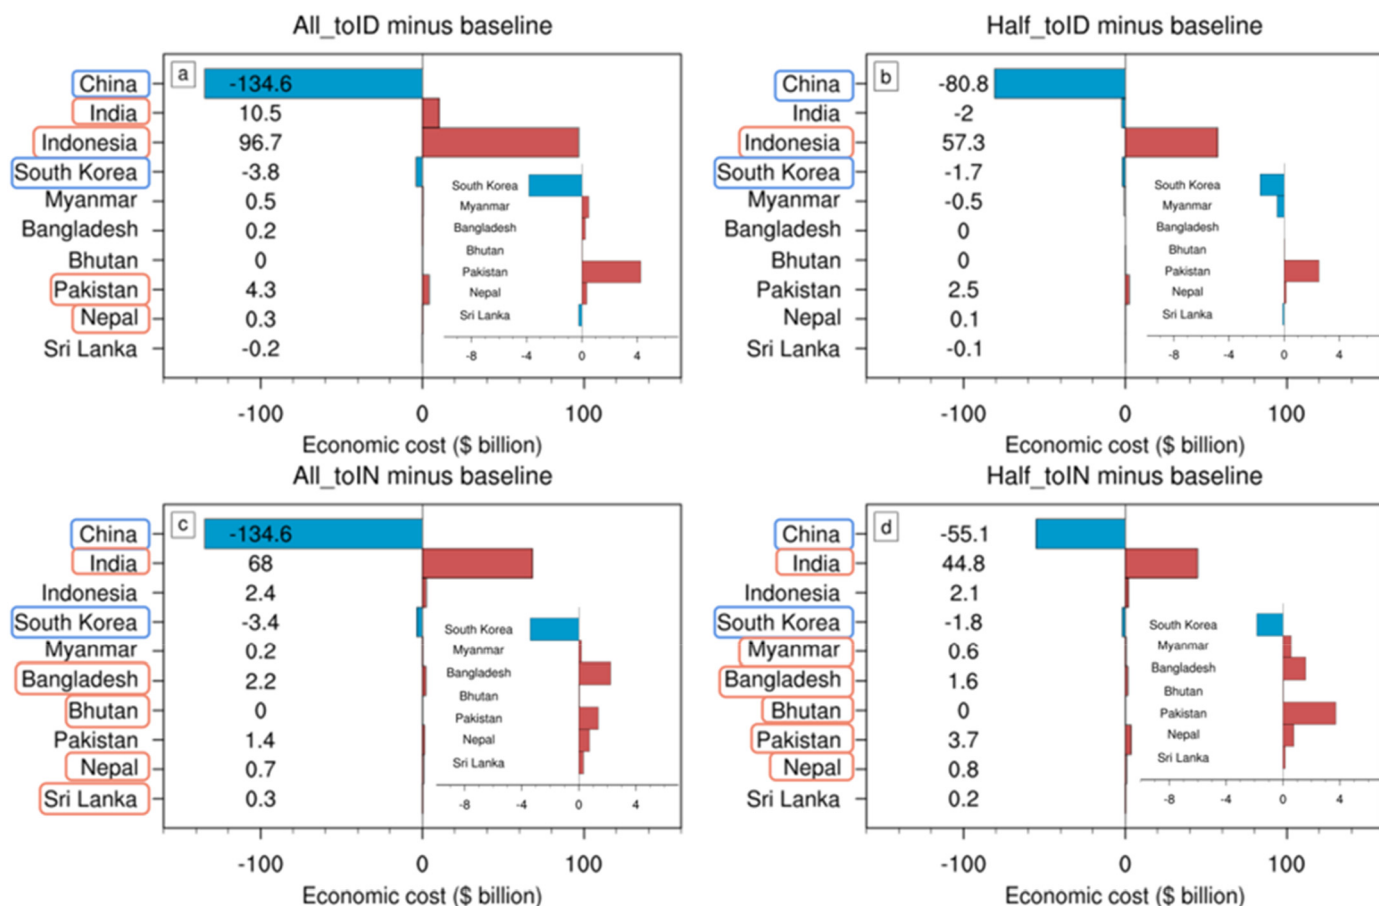 All_toID minus baseline
a
China -134.6
India 10.5
Indonesia 96.7
South Korea -3.8
Myanmar 0.5
Bangladesh 0.2
Bhutan 0
Pakistan 4.3
Nepal 0.3
Sri Lanka -0.2
South Korea
Myanmar
Bangladesh
Bhutan
Pakistan
Nepal
Sri Lanka
-8 -4 0 4
-100 0 100
Economic cost ($ billion)
Half_toID minus baseline
b
China -80.8
India -2
Indonesia 57.3
South Korea -1.7
Myanmar -0.5
Bangladesh 0
Bhutan 0
Pakistan 2.5
Nepal 0.1
Sri Lanka -0.1
South Korea
Myanmar
Bangladesh
Bhutan
Pakistan
Nepal
Sri Lanka
-8 -4 0 4
-100 0 100
Economic cost ($ billion)
All_toIN minus baseline
c
China -134.6
India 68
Indonesia 2.4
South Korea -3.4
Myanmar 0.2
Bangladesh 2.2
Bhutan 0
Pakistan 1.4
Nepal 0.7
Sri Lanka 0.3
South Korea
Myanmar
Bangladesh
Bhutan
Pakistan
Nepal
Sri Lanka
-8 -4 0 4
-100 0 100
Economic cost ($ billion)
Half_toIN minus baseline
d
China -55.1
India 44.8
Indonesia 2.1
South Korea -1.8
Myanmar 0.6
Bangladesh 1.6
Bhutan 0
Pakistan 3.7
Nepal 0.8
Sri Lanka 0.2
South Korea
Myanmar
Bangladesh
Bhutan
Pakistan
Nepal
Sri Lanka
-8 -4 0 4
-100 0 100
Economic cost ($ billion)